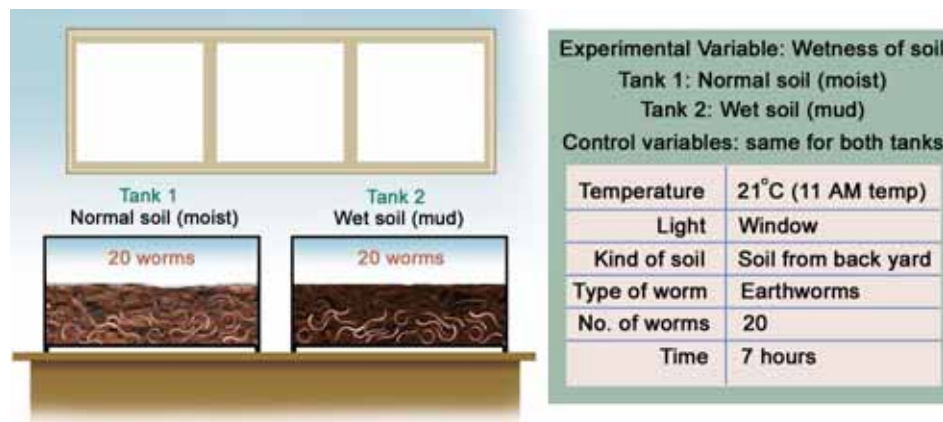 Tank 1
Normal soil (moist)
20 worms
Tank 2
Wet soil (mud)
20 worms
Experimental Variable: Wetness of soil
Tank 1: Normal soil (moist)
Tank 2: Wet soil (mud)
Control variables: same for both tanks
Temperature 21°C (11 AM temp)
Light Window
Kind of soil Soil from back yard
Type of worm Earthworms
No. of worms 20
Time 7 hours